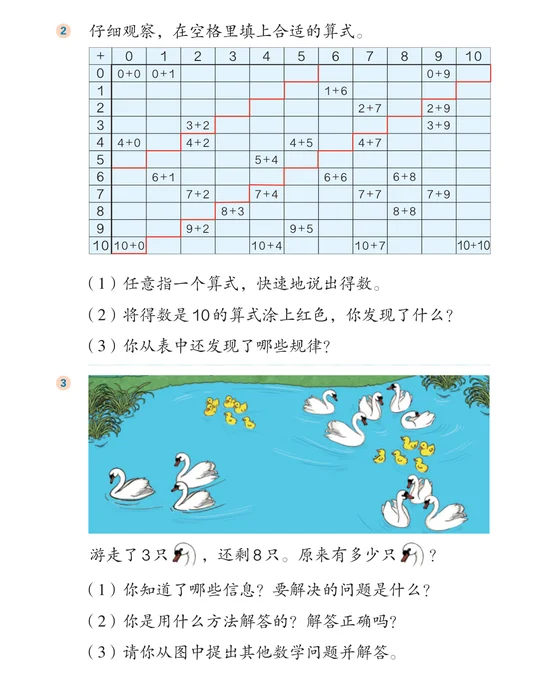 2 仔细观察，在空格里填上合适的算式。
+ 0 1 2 3 4 5 6 7 8 9 10
0 0+0 0+1 0+9
1 1+6
2 2+7 2+9
3 3+2 3+9
4 4+0 4+2 4+5 4+7
5 5+4
6 6+1 6+6 6+8
7 7+2 7+4 7+7 7+9
8 8+3 8+8
9 9+2 9+5
10 10+0 10+4 10+7 10+10
（1）任意指一个算式，快速地说出得数。
（2）将得数是10的算式涂上红色，你发现了什么？
（3）你从表中还发现了哪些规律？
3
游走了3只，还剩8只。原来有多少只？
（1）你知道了哪些信息？要解决的问题是什么？
（2）你是用什么方法解答的？解答正确吗？
（3）请你从图中提出其他数学问题并解答。